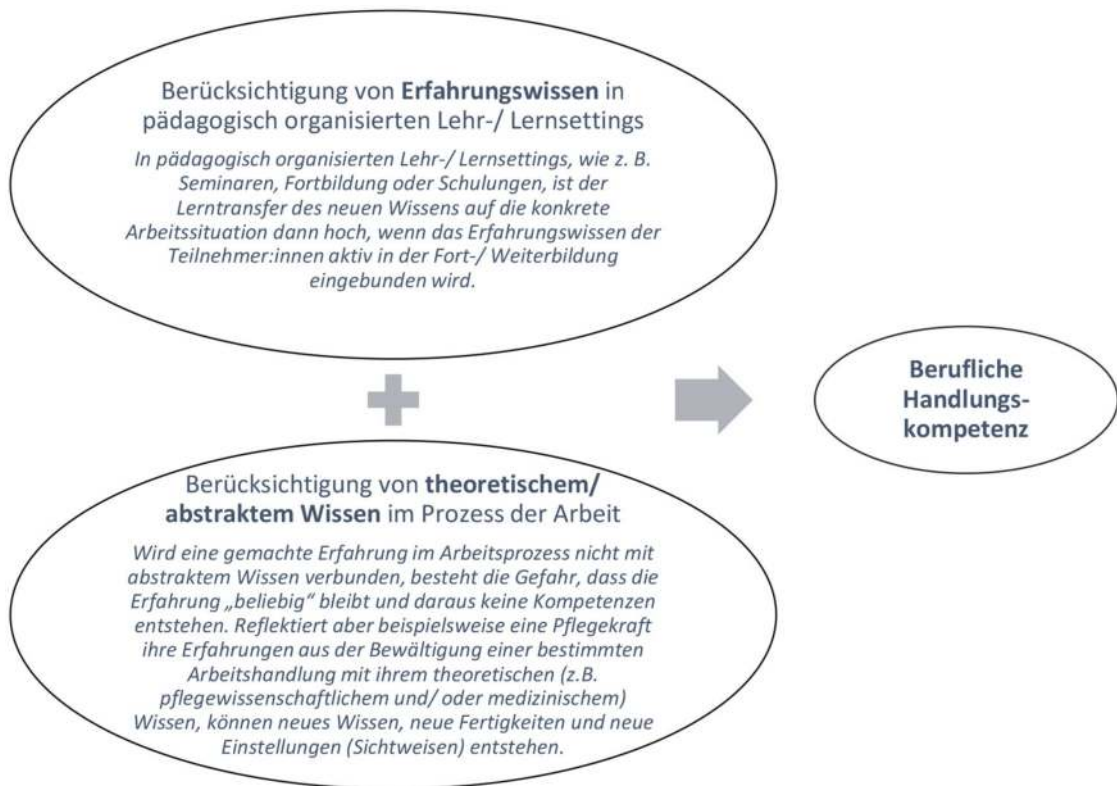 Berücksichtigung von Erfahrungswissen in
pädagogisch organisierten Lehr-/ Lernsettings
In pädagogisch organisierten Lehr-/ Lernsettings, wie z. B.
Seminaren, Fortbildung oder Schulungen, ist der
Lerntransfer des neuen Wissens auf die konkrete
Arbeitssituation dann hoch, wenn das Erfahrungswissen der
Teilnehmer:innen aktiv in der Fort-/ Weiterbildung
eingebunden wird.
Berücksichtigung von theoretischem/
abstraktem Wissen im Prozess der Arbeit
Wird eine gemachte Erfahrung im Arbeitsprozess nicht mit
abstraktem Wissen verbunden, besteht die Gefahr, dass die
Erfahrung „beliebig“ bleibt und daraus keine Kompetenzen
entstehen. Reflektiert aber beispielsweise eine Pflegekraft
ihre Erfahrungen aus der Bewältigung einer bestimmten
Arbeitshandlung mit ihrem theoretischen (z.B.
pflegewissenschaftlichem und/ oder medizinischem)
Wissen, können neues Wissen, neue Fertigkeiten und neue
Einstellungen (Sichtweisen) entstehen.
Berufliche
Handlungs-
kompetenz